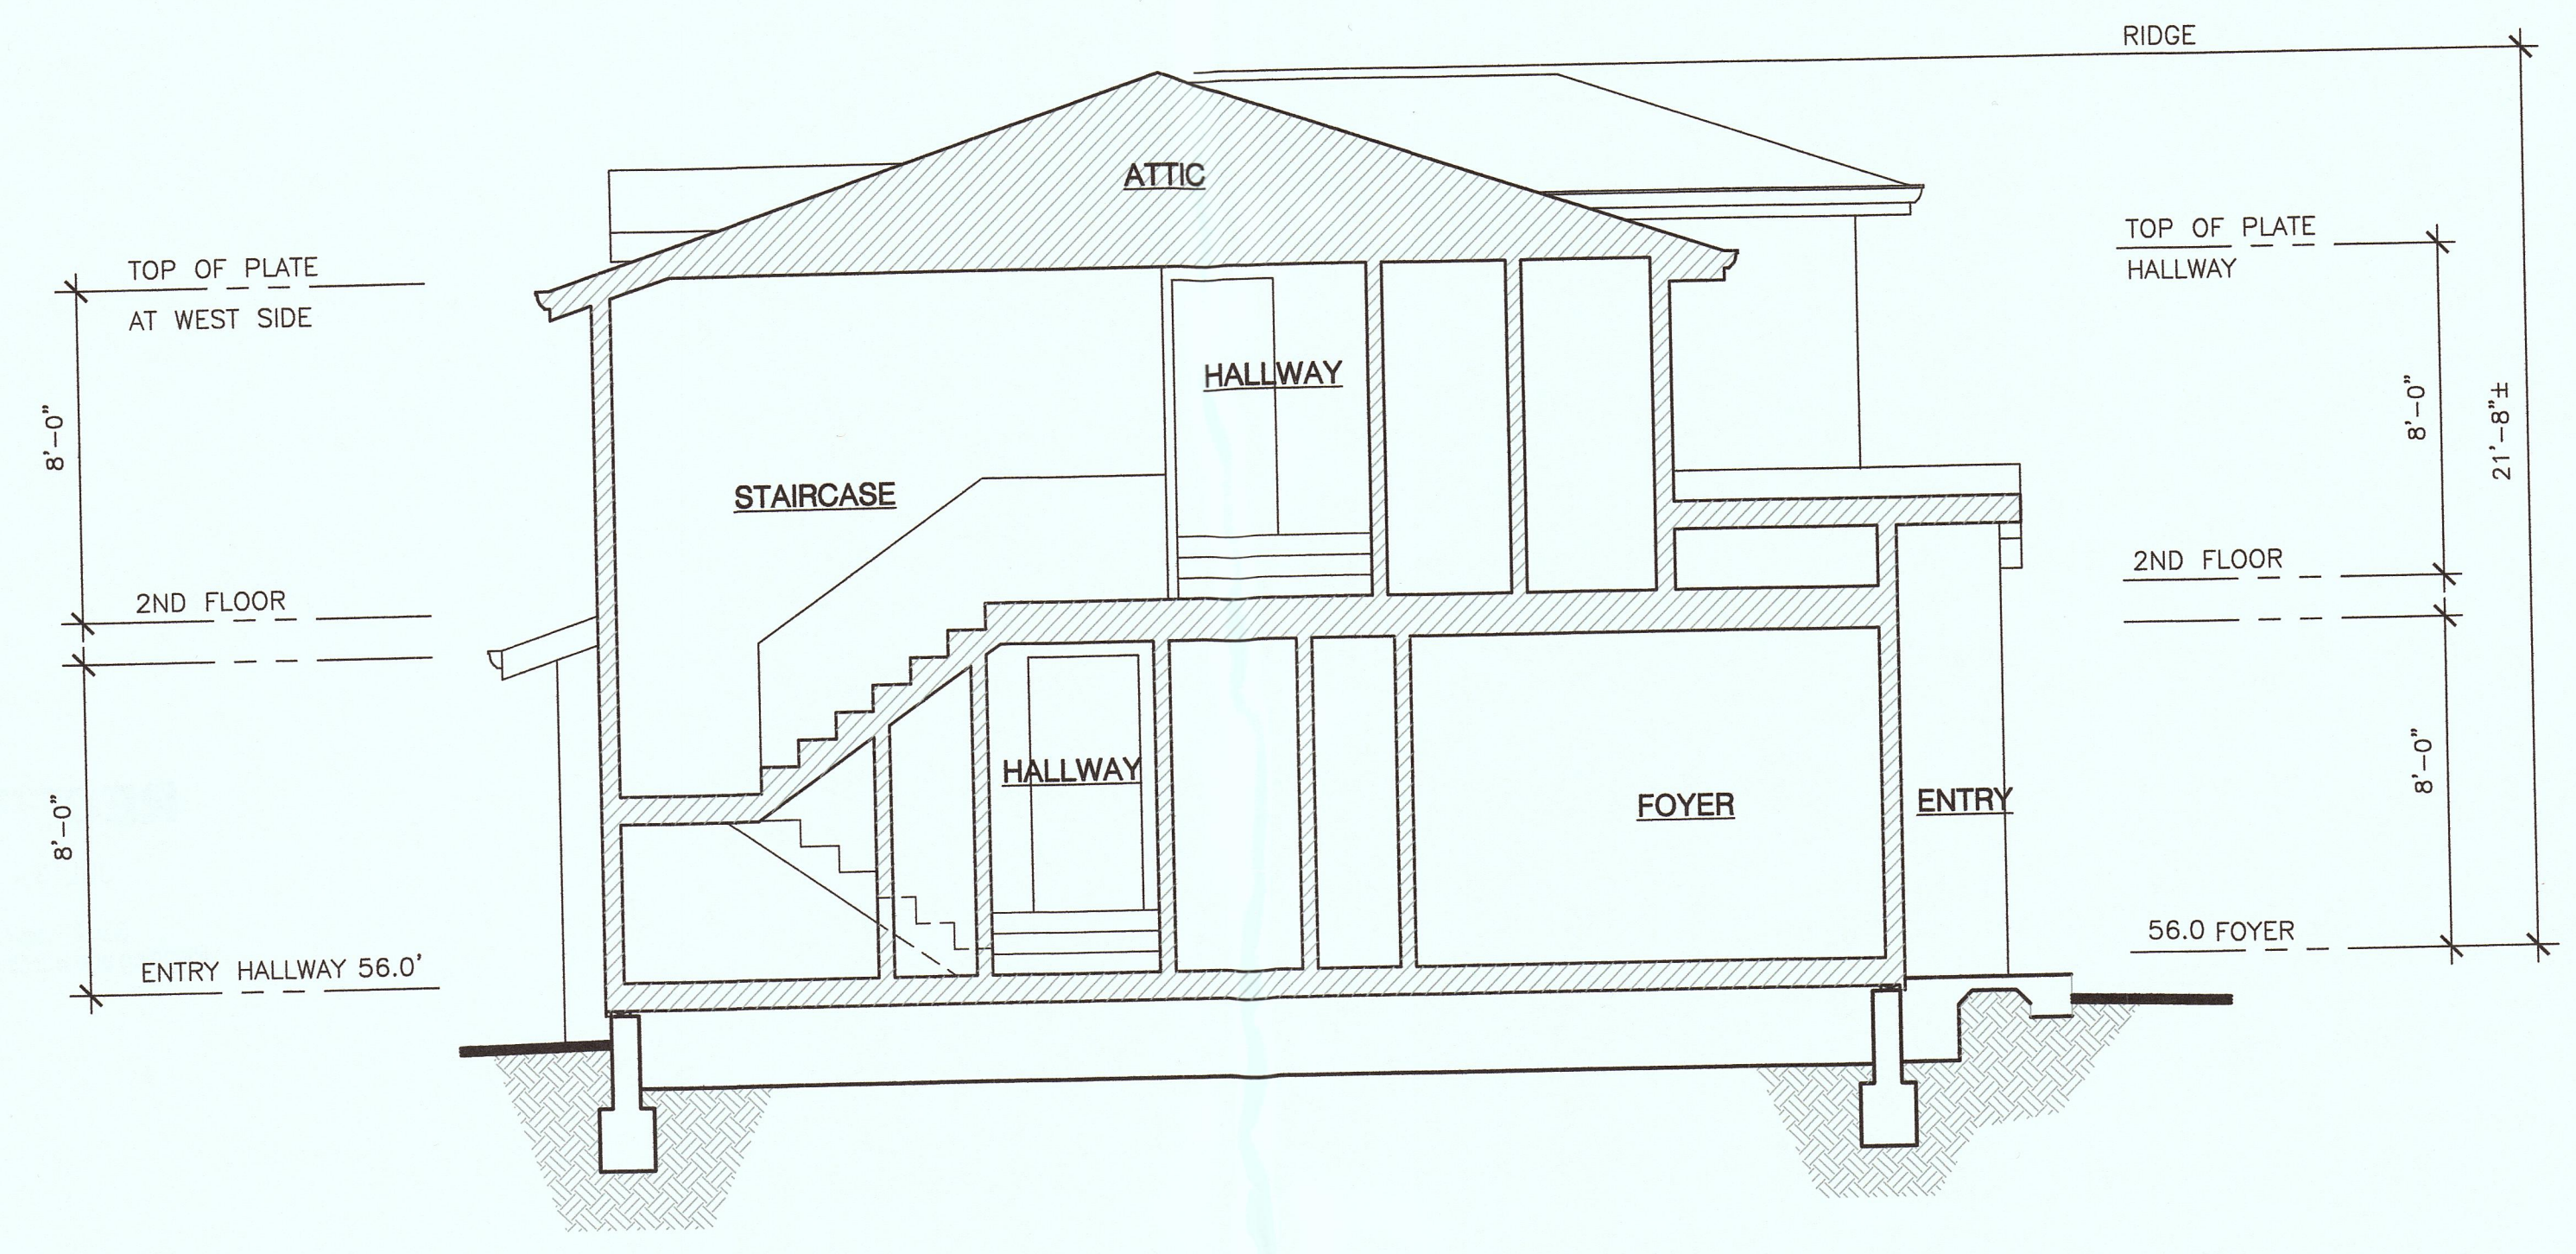 RIDGE
ATTIC
TOP OF PLATE
HALLWAY
TOP OF PLATE
AT WEST SIDE
HALLWAY
8'-0"
8'-0"
21'-8"±
STAIRCASE
2ND FLOOR
2ND FLOOR
HALLWAY
FOYER
ENTRY
8'-0"
8'-0"
56.0 FOYER
ENTRY HALLWAY 56.0'